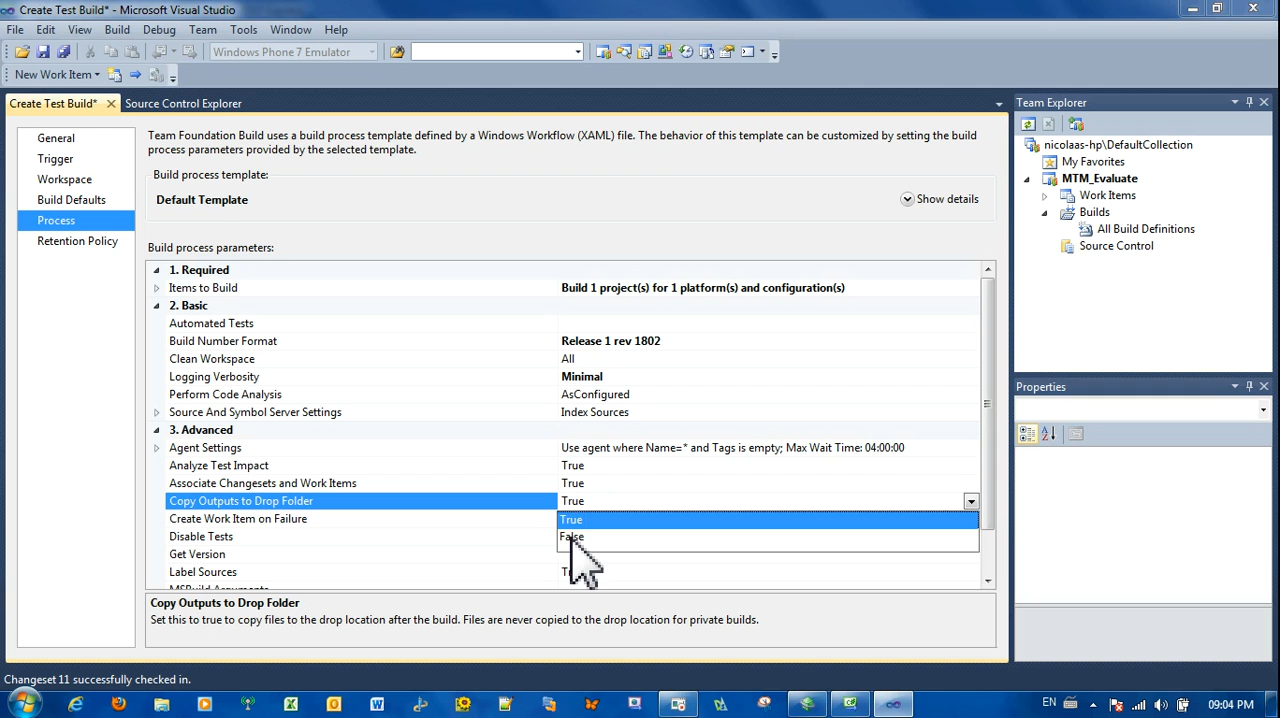 Create Test Build* - Microsoft Visual Studio
File Edit View Build Debug Team Tools Window Help
Windows Phone 7 Emulator
New Work Item
Create Test Build* Source Control Explorer
General
Trigger
Workspace
Build Defaults
Process
Retention Policy
Team Foundation Build uses a build process template defined by a Windows Workflow (XAML) file. The behavior of this template can be customized by setting the build
process parameters provided by the selected template.
Build process template:
Default Template Show details
Build process parameters:
1. Required
Items to Build Build 1 project(s) for 1 platform(s) and configuration(s)
2. Basic
Automated Tests
Build Number Format Release 1 rev 1802
Clean Workspace All
Logging Verbosity Minimal
Perform Code Analysis AsConfigured
Source And Symbol Server Settings Index Sources
3. Advanced
Agent Settings Use agent where Name=* and Tags is empty; Max Wait Time: 04:00:00
Analyze Test Impact True
Associate Changesets and Work Items True
Copy Outputs to Drop Folder True
Create Work Item on Failure True
Disable Tests False
Get Version
Label Sources
MSBuild Arguments
Copy Outputs to Drop Folder
Set this to true to copy files to the drop location after the build. Files are never copied to the drop location for private builds.
Team Explorer
nicolaas-hp\DefaultCollection
My Favorites
MTM_Evaluate
Work Items
Builds
All Build Definitions
Source Control
Properties
Changeset 11 successfully checked in.
EN 09:04 PM